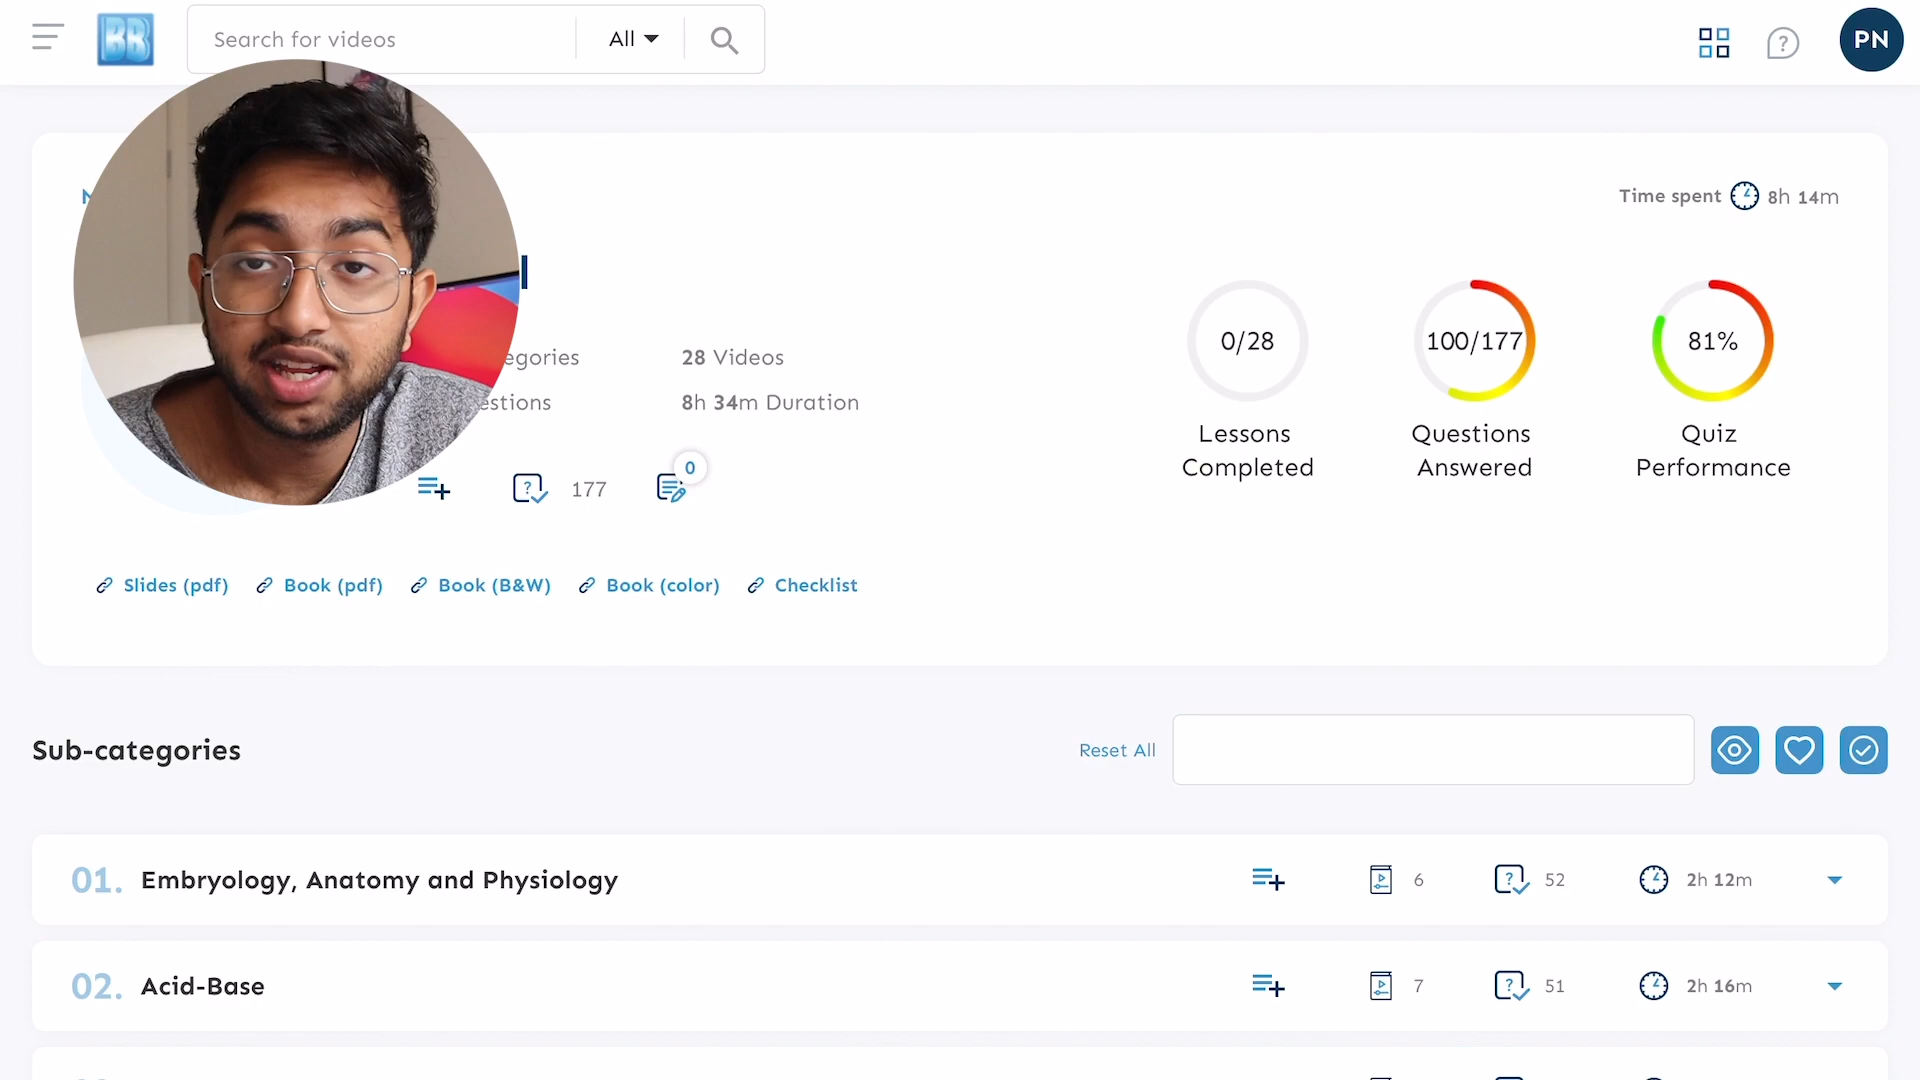 BB
Search for videos
All
PN
Time spent 8h 14m
28 Videos
8h 34m Duration
0/28
100/177
81%
Lessons
Completed
Questions
Answered
Quiz
Performance
177
0
Slides (pdf)
Book (pdf)
Book (B&W)
Book (color)
Checklist
Sub-categories
Reset All
01. Embryology, Anatomy and Physiology
6
52
2h 12m
02. Acid-Base
7
51
2h 16m